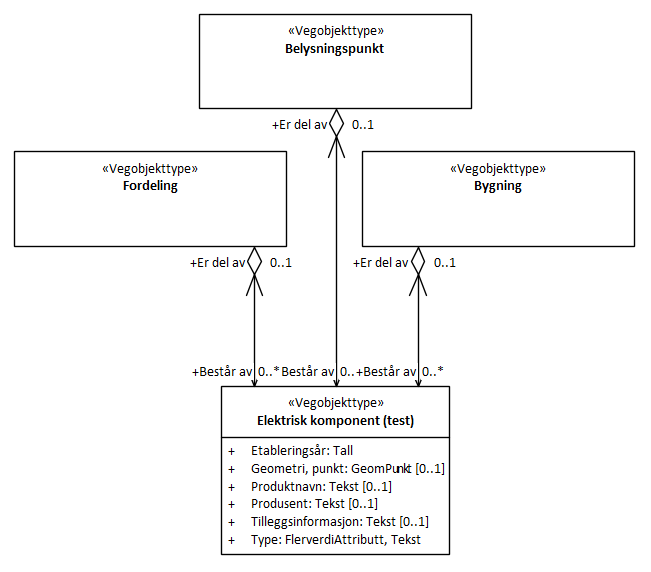 «Vegobjekttype»
Belysningspunkt
+Er del av 0..1
«Vegobjekttype»
Fordeling
«Vegobjekttype»
Bygning
+Er del av 0..1
+Er del av 0..1
+Består av 0..* Består av 0.. +Består av 0..*
«Vegobjekttype»
Elektrisk komponent (test)
+ Etableringsår: Tall
+ Geometri, punkt: GeomPunkt [0..1]
+ Produktnavn: Tekst [0..1]
+ Produsent: Tekst [0..1]
+ Tilleggsinformasjon: Tekst [0..1]
+ Type: FlerverdiAttributt, Tekst